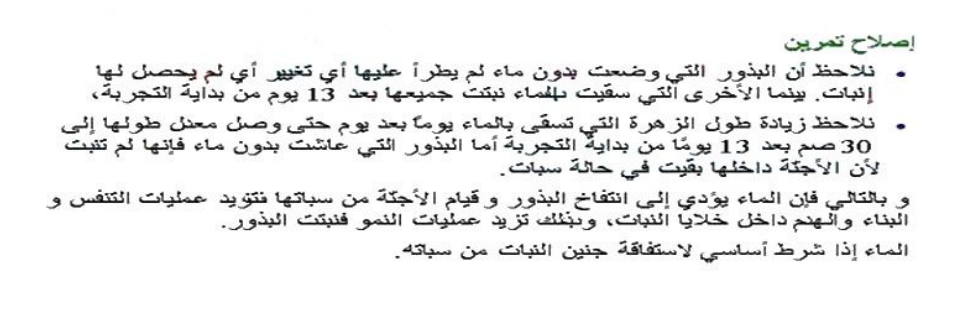 إصلاح تمرين
• نلاحظ أن البذور التي وضعت بدون ماء لم يطرأ عليها أي تغيير أي لم يحصل لها
إنبات. بينما الأخرى التي سقيت بالماء نبتت جميعها بعد 13 يوم من بداية التجربة،
• نلاحظ زيادة طول الزهرة التي تسقى بالماء يوماً بعد يوم حتى وصل معدل طولها إلى
30 صم بعد 13 يومًا من بداية التجربة أما البذور التي عاشت بدون ماء فإنها لم تنبت
لأن الأجنّة داخلها بقيت في حالة سبات.
و بالتالي فإن الماء يؤدي إلى انتفاخ البذور و قيام الأجنّة من سباتها فتزيد عمليات التنفس و
البناء والهدم داخل خلايا النبات، وبذلك تزيد عمليات النمو فنبتت البذور.
الماء إذا شرط أساسي لاستفاقة جنين النبات من سباته.